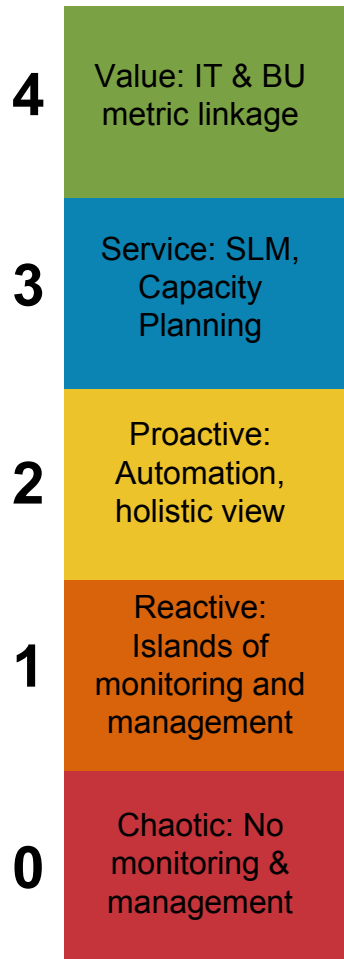 4
Value: IT & BU
metric linkage
3
Service: SLM,
Capacity
Planning
2
Proactive:
Automation,
holistic view
1
Reactive:
Islands of
monitoring and
management
0
Chaotic: No
monitoring &
management